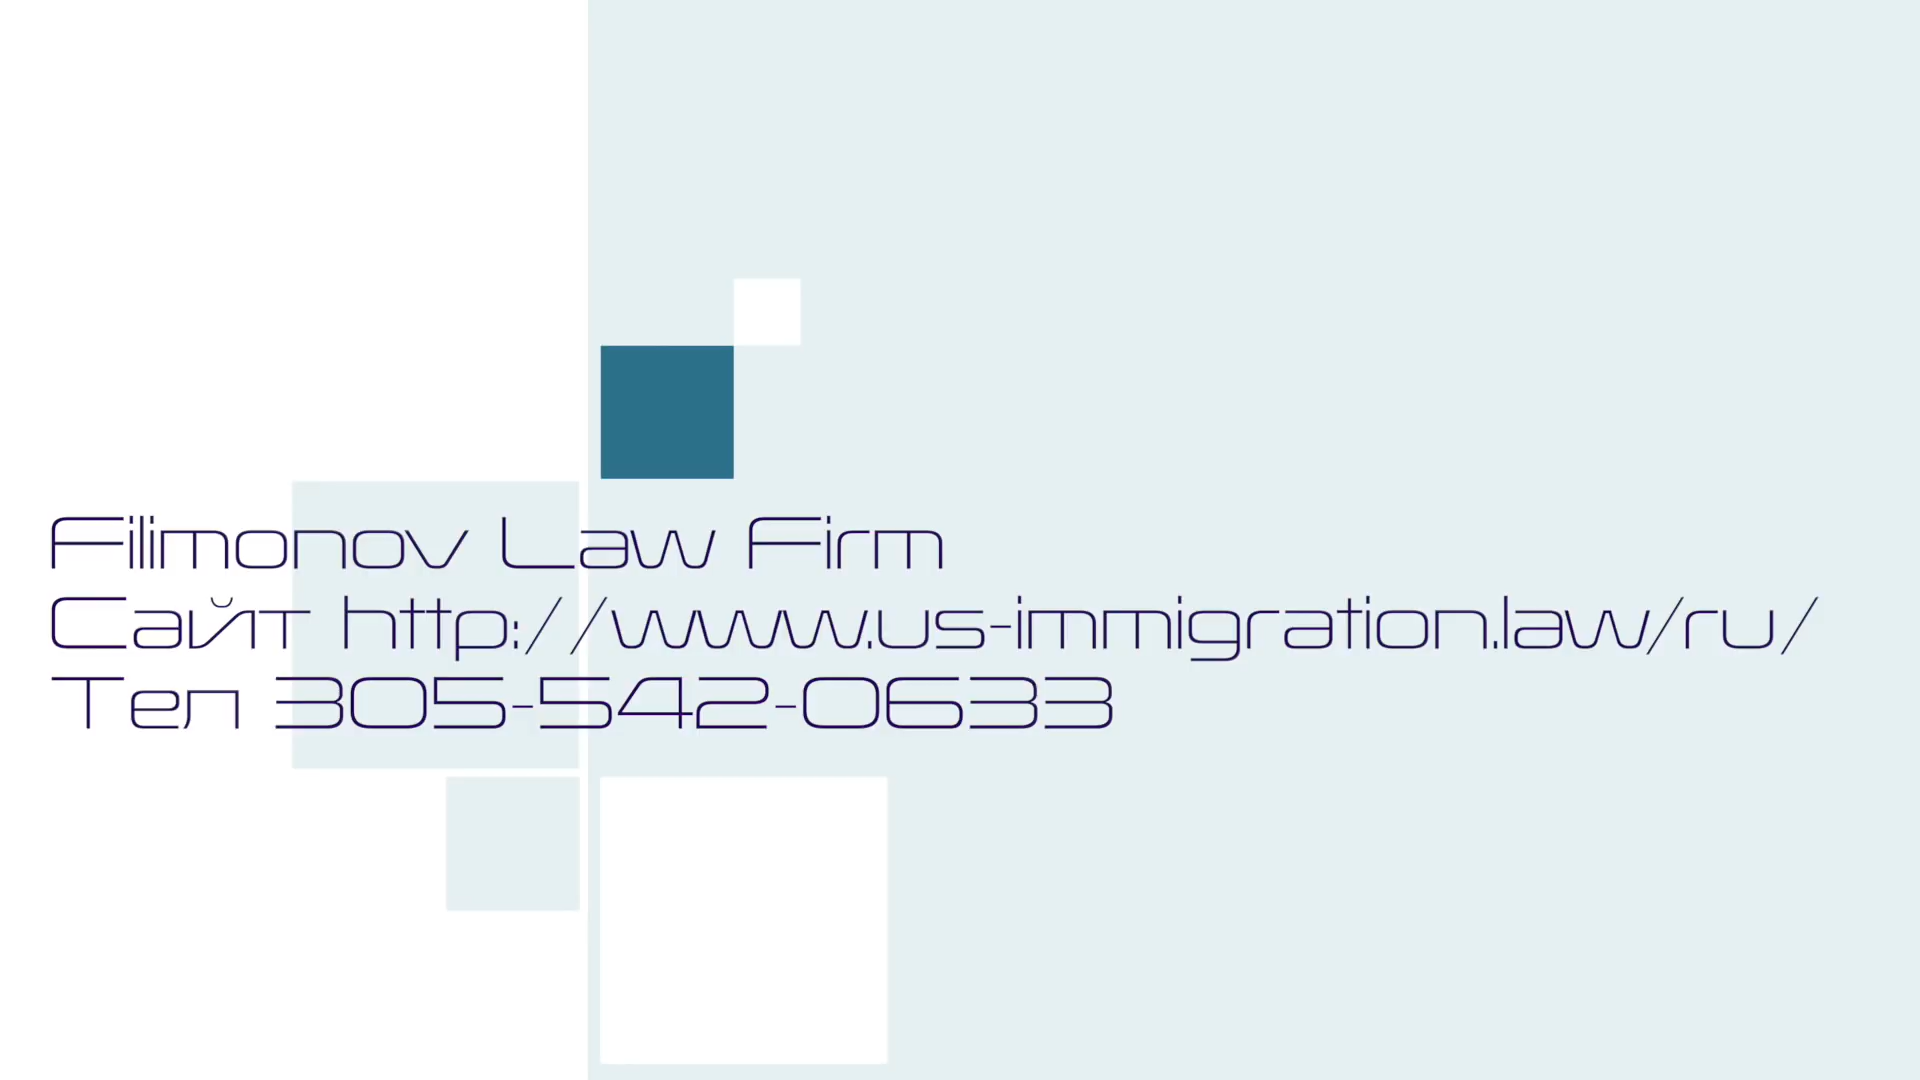 Filimonov Law Firm
Сайт http://www.us-immigration.law/ru/
Тел 305-542-0633